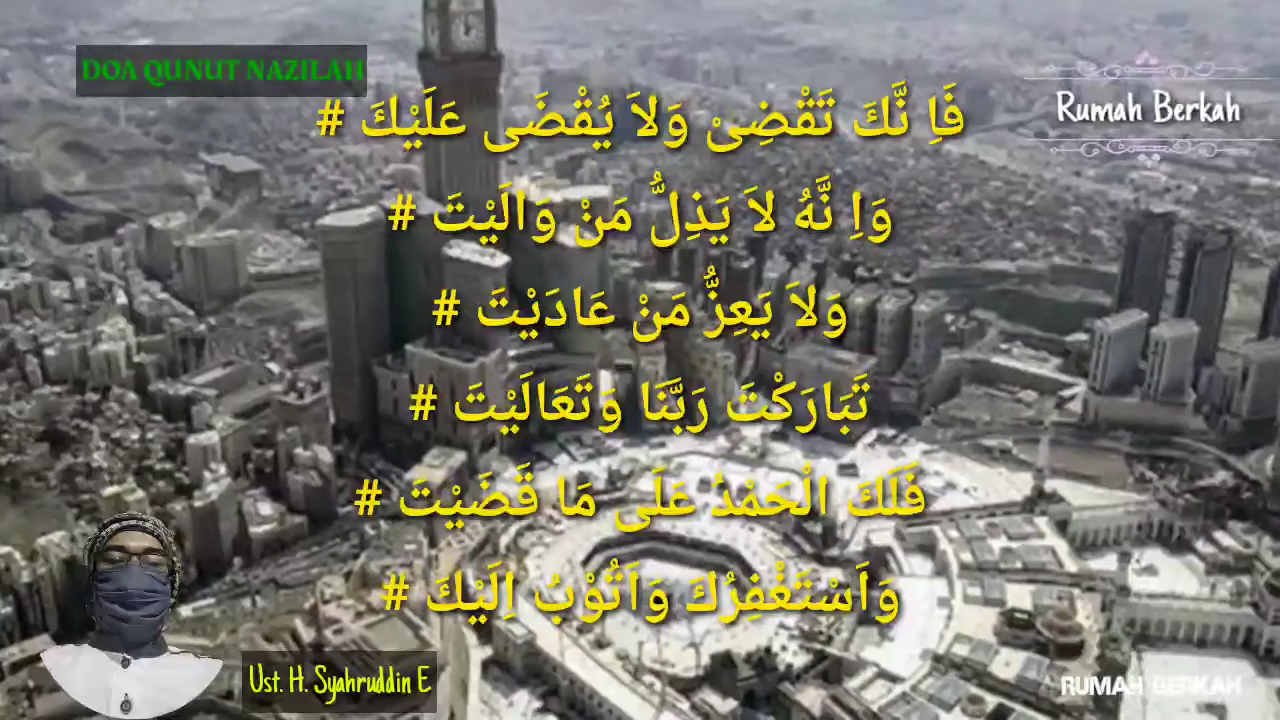 DOA QUNUT NAZILAH
Rumah Berkah
فَاِ نَّكَ تَقْضِىْ وَلاَ يُقْضَى عَلَيْكَ #
وَاِ نَّهُ لاَ يَذِلُّ مَنْ وَالَيْتَ #
وَلاَ يَعِزُّ مَنْ عَادَيْتَ #
تَبَارَكْتَ رَبَّنَا وَتَعَالَيْتَ #
فَلَكَ الْحَمْدُ عَلَى مَا قَضَيْتَ #
وَاَسْتَغْفِرُكَ وَاَتُوْبُ اِلَيْكَ #
Ust. H. Syahruddin E
RUMAH BERKAH